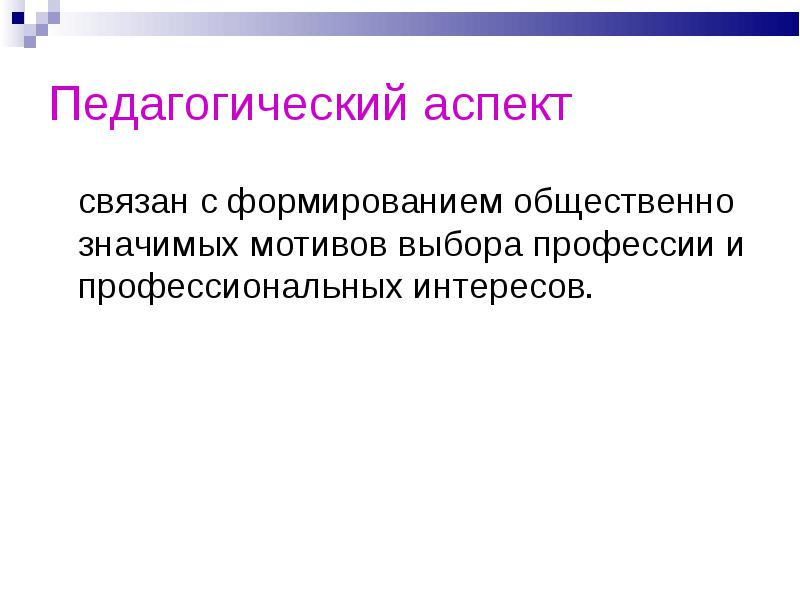 Педагогический аспект
связан с формированием общественно
значимых мотивов выбора профессии и
профессиональных интересов.